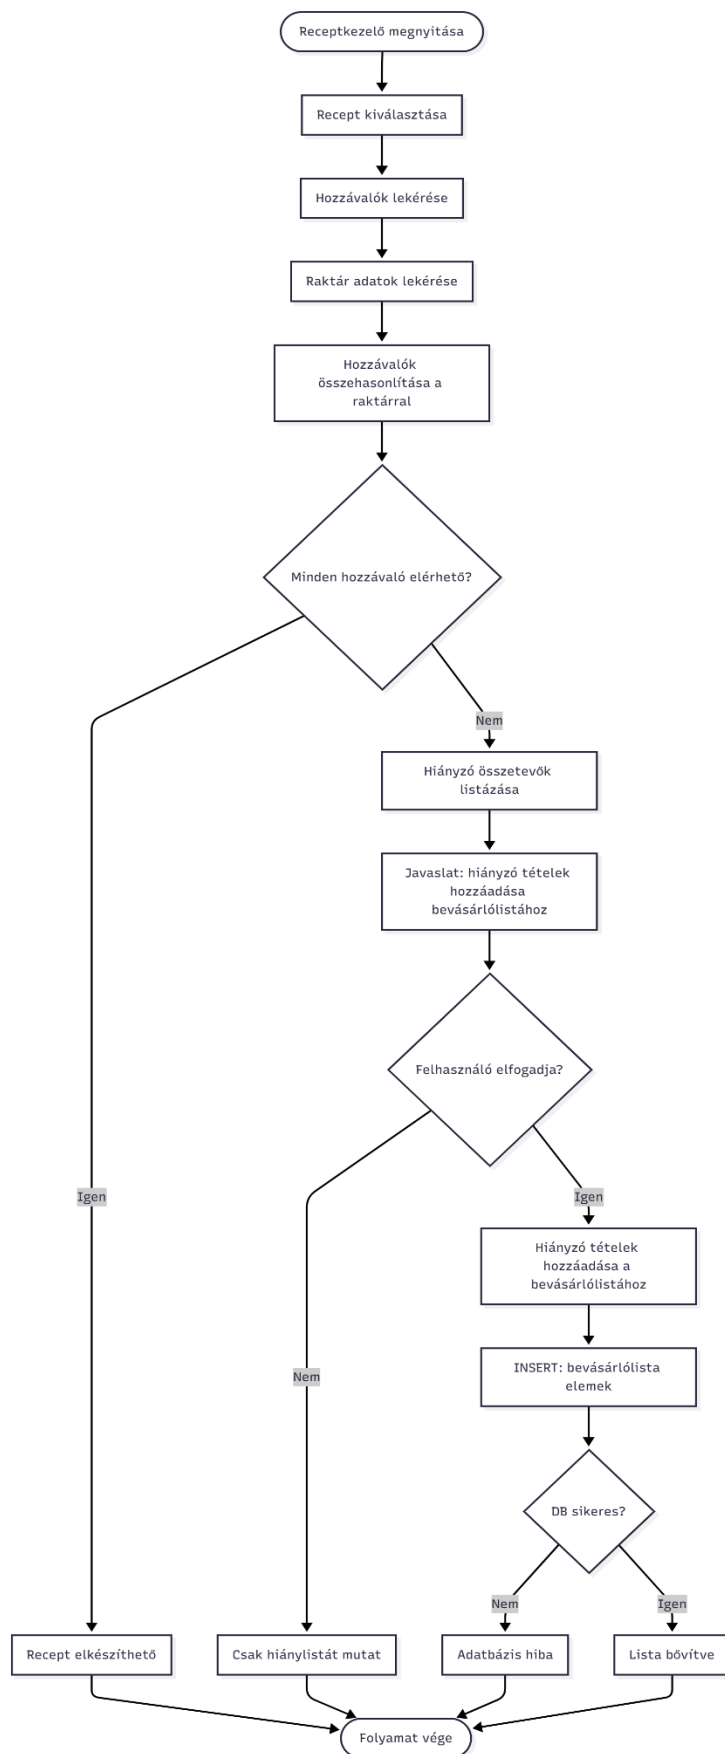 Receptkezelő megnyitása
Recept kiválasztása
Hozzávalók lekérése
Raktár adatok lekérése
Hozzávalók
összehasonlítása a
raktárral
Minden hozzávaló elérhető?
Nem
Hiányzó összetevők
listázása
Javaslat: hiányzó tételek
hozzáadása
bevásárlólistához
Felhasználó elfogadja?
Igen
Igen
Hiányzó tételek
hozzáadása a
bevásárlólistához
Nem
INSERT: bevásárlólista
elemek
DB sikeres?
Nem
Igen
Recept elkészíthető
Csak hiánylistát mutat
Adatbázis hiba
Lista bővítve
Folyamat vége